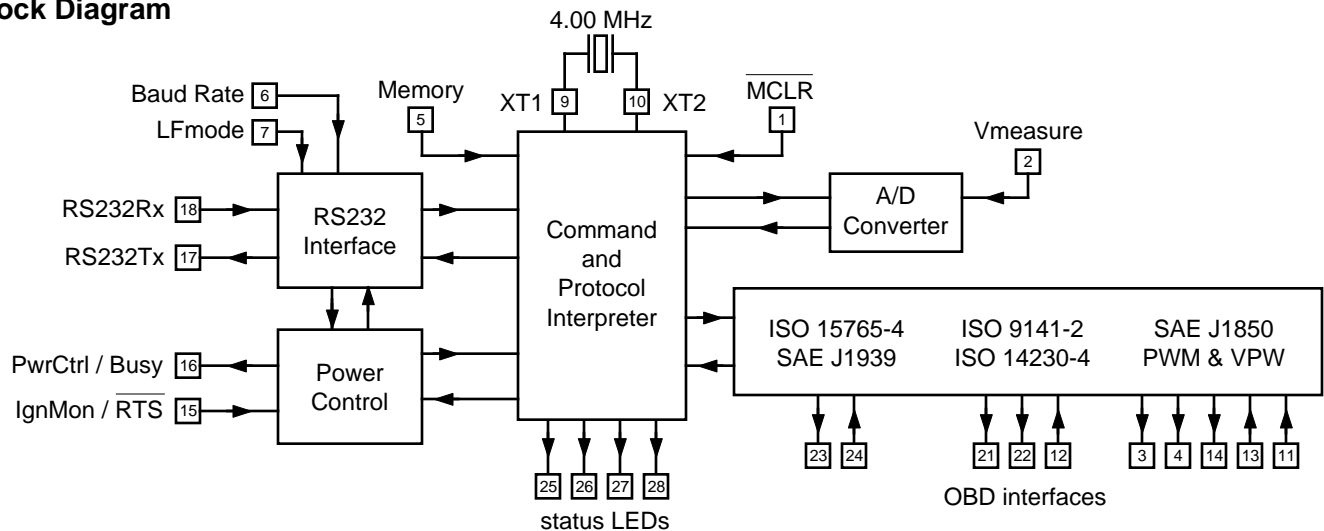 ock Diagram
4.00 MHz
Baud Rate 6
LFmode 7
Memory
5
XT1 9
10 XT2
MCLR
1
Vmeasure
2
RS232Rx 18
RS232Tx 17
RS232
Interface
Command
and
Protocol
Interpreter
A/D
Converter
PwrCtrl / Busy 16
IgnMon / RTS 15
Power
Control
ISO 15765-4
SAE J1939
ISO 9141-2
ISO 14230-4
SAE J1850
PWM & VPW
23 24
21 22 12
3 4 14 13 11
OBD interfaces
25 26 27 28
status LEDs